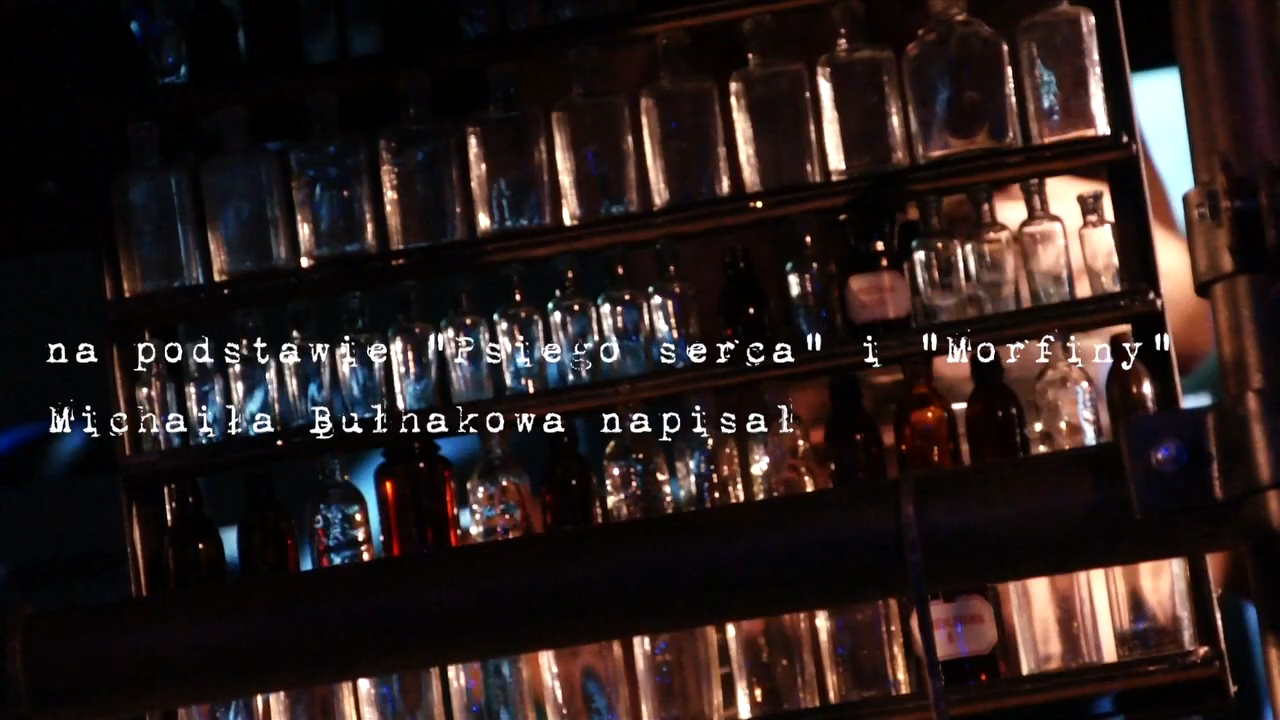 na podstawie "Psiego serca" i "Morfiny"
Michaiła Bułhakowa napisał